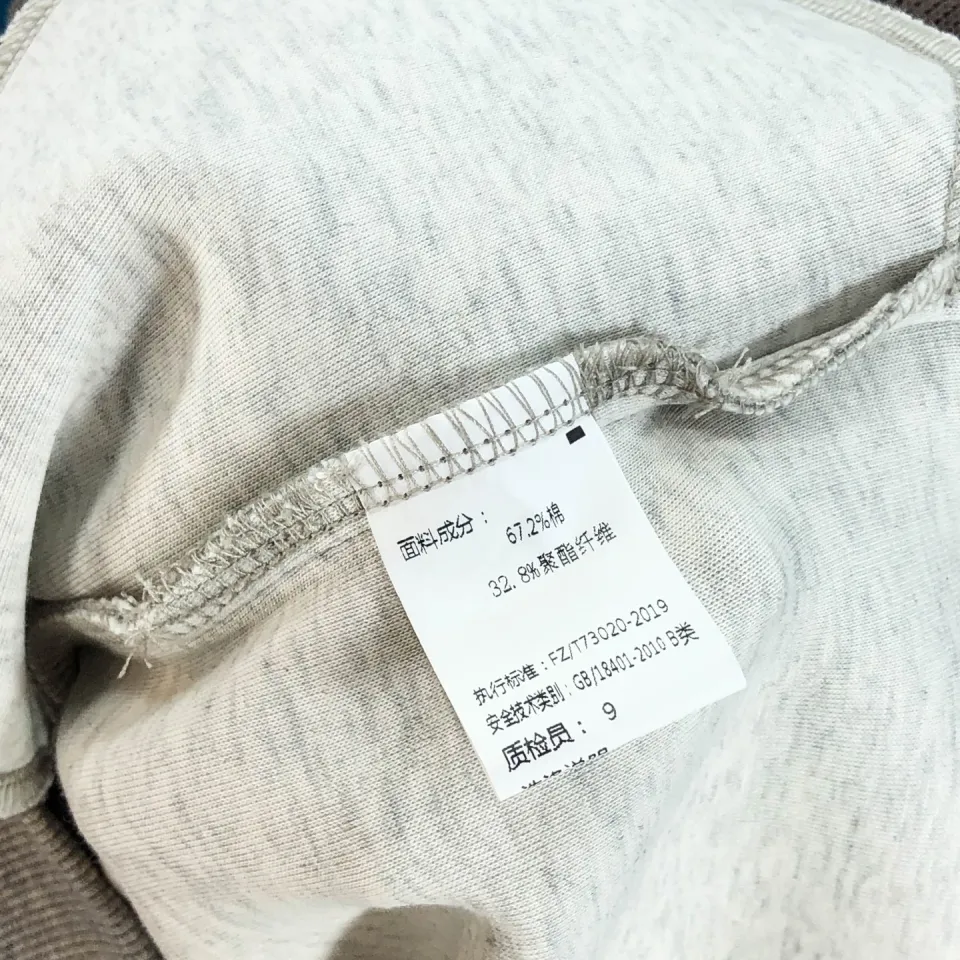 面料成分： 67.2%棉
32.8%聚酯纤维
执行标准：FZ/T73020-2019
安全技术类别：GB/18401-2010 B类
质检员：9